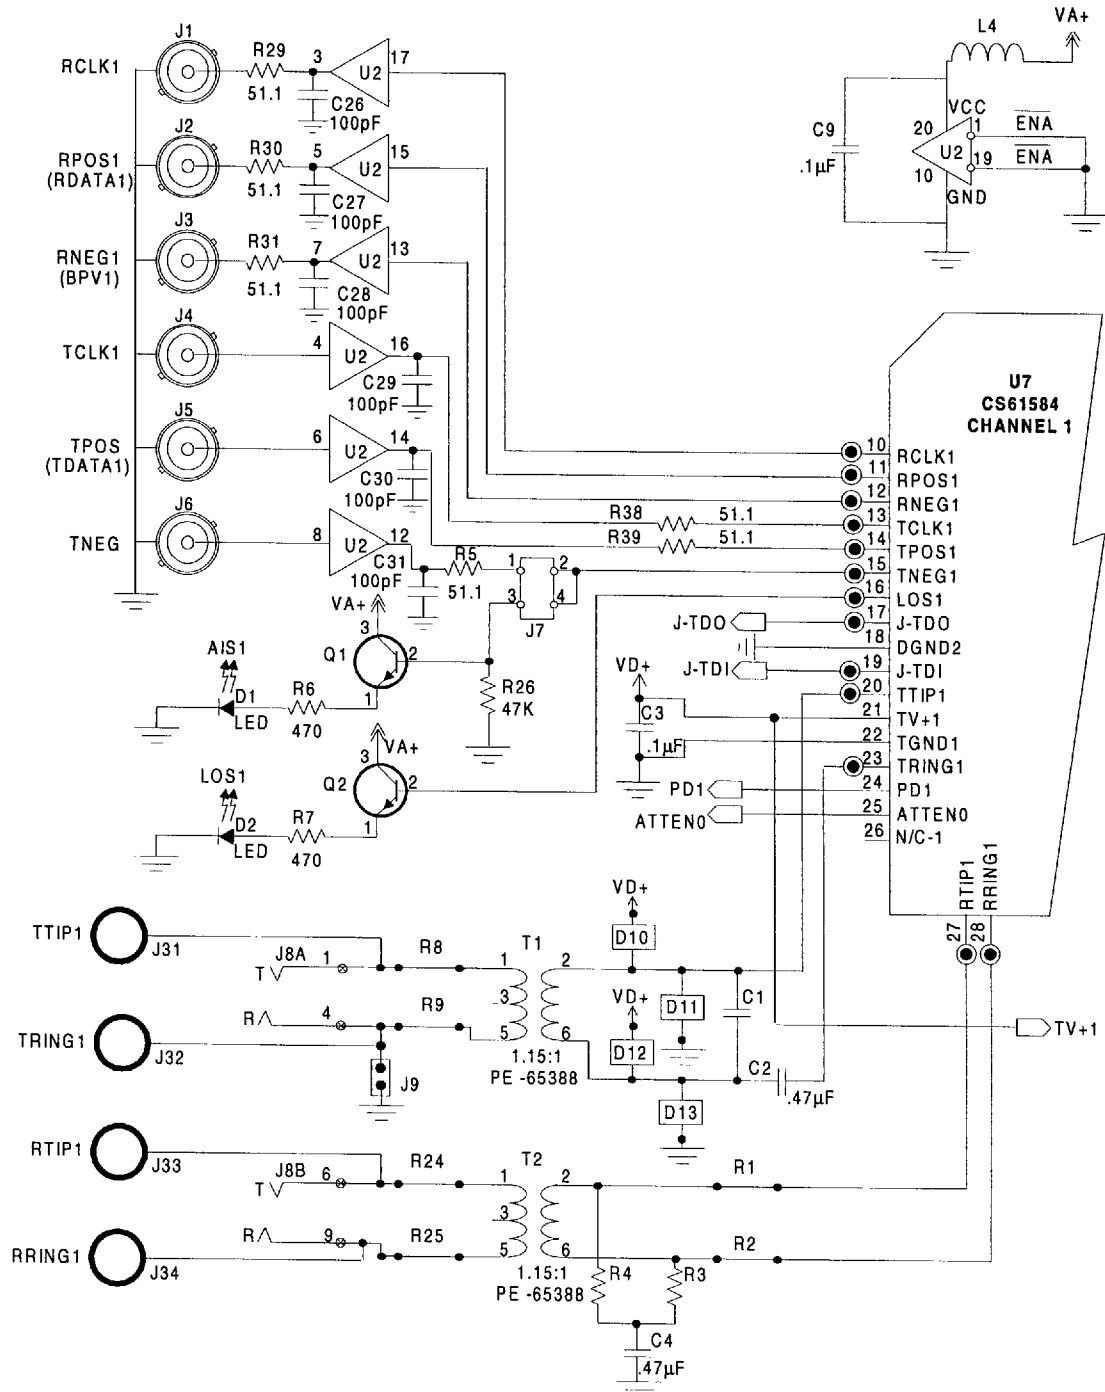 VA+
L4
J1
RCLK1
R29
3
17
U2
51.1
C26
100pF
VCC
20
1
ENA
C9
U2
19
ENA
.1µF
10
GND
J2
RPOS1
(RDATA1)
R30
5
15
U2
51.1
C27
100pF
J3
RNEG1
(BPV1)
R31
7
13
U2
51.1
C28
100pF
J4
TCLK1
4
16
U2
C29
100pF
J5
TPOS
(TDATA1)
6
14
U2
C30
100pF
J6
TNEG
8
12
U2
C31
100pF
R5
51.1
1
2
3
4
J7
R38
51.1
R39
51.1
U7
CS61584
CHANNEL 1
10
RCLK1
11
RPOS1
12
RNEG1
13
TCLK1
14
TPOS1
15
TNEG1
16
LOS1
J-TDO
17
J-TDO
18
DGND2
J-TDI
19
J-TDI
20
TTIP1
21
TV+1
22
TGND1
23
TRING1
PD1
24
PD1
ATTEN0
25
ATTEN0
26
N/C-1
RTIP1
RRING1
27
28
VA+
3
Q1
2
1
AIS1
D1
LED
R6
470
R26
47K
VD+
C3
.1µF
VA+
3
Q2
2
1
LOS1
D2
LED
R7
470
TTIP1
J31
J8A
T
1
R8
T1
1
2
3
5
6
1.15:1
PE -65388
R
4
R9
TRING1
J32
J9
VD+
D10
D11
VD+
D12
D13
C1
C2
.47µF
TV+1
RTIP1
J33
J8B
T
6
R24
T2
1
2
3
5
6
1.15:1
PE -65388
R
9
R25
RRING1
J34
R1
R2
R4
R3
C4
.47µF